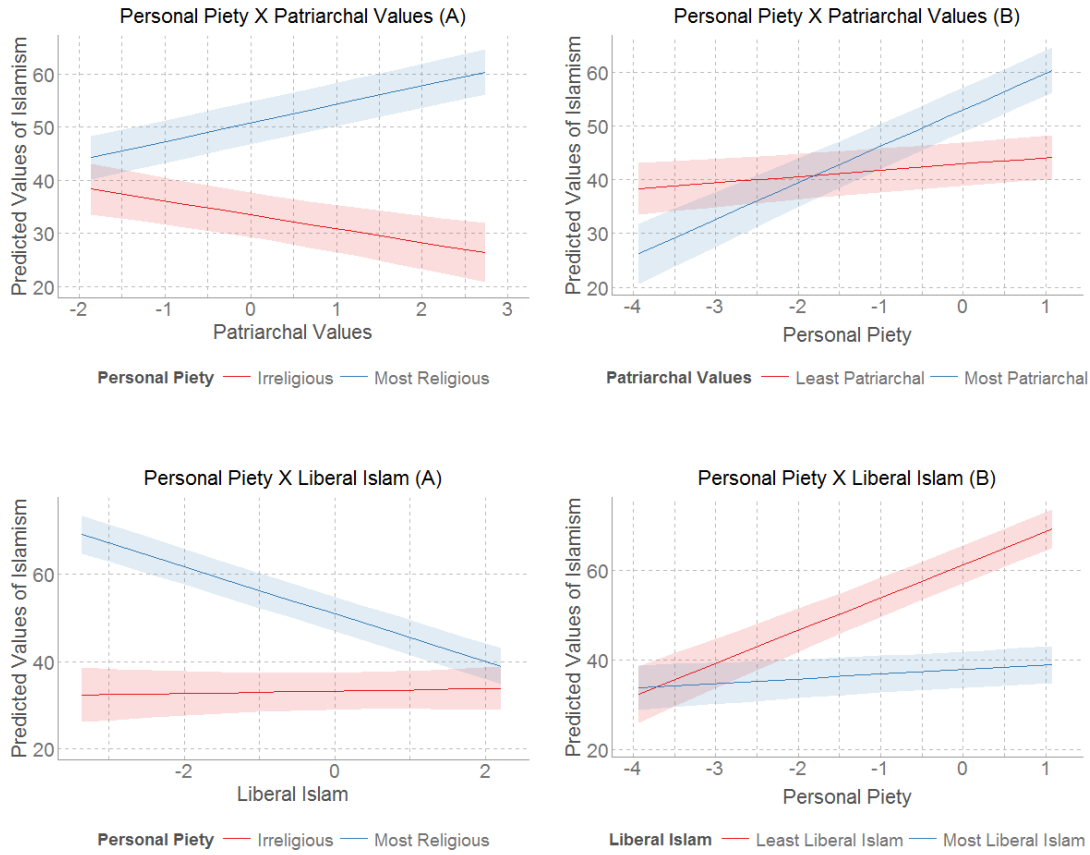 Personal Piety X Patriarchal Values (A)
Predicted Values of Islamism
60
50
40
30
20
-2 -1 0 1 2 3
Patriarchal Values
Personal Piety Irreligious Most Religious
Personal Piety X Patriarchal Values (B)
Predicted Values of Islamism
60
50
40
30
20
-4 -3 -2 -1 0 1
Personal Piety
Patriarchal Values Least Patriarchal Most Patriarchal
Personal Piety X Liberal Islam (A)
Predicted Values of Islamism
60
40
20
-2 0 2
Liberal Islam
Personal Piety Irreligious Most Religious
Personal Piety X Liberal Islam (B)
Predicted Values of Islamism
60
40
20
-4 -3 -2 -1 0 1
Personal Piety
Liberal Islam Least Liberal Islam Most Liberal Islam